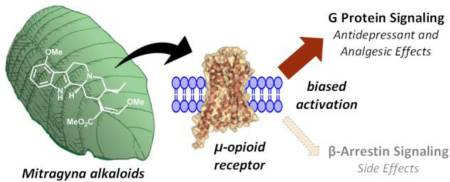 OMe
N
N
H
H
OMe
MeO₂C
Mitragyna alkaloids
μ-opioid
receptor
biased
activation
G Protein Signaling
Antidepressant and
Analgesic Effects
β-Arrestin Signaling
Side Effects